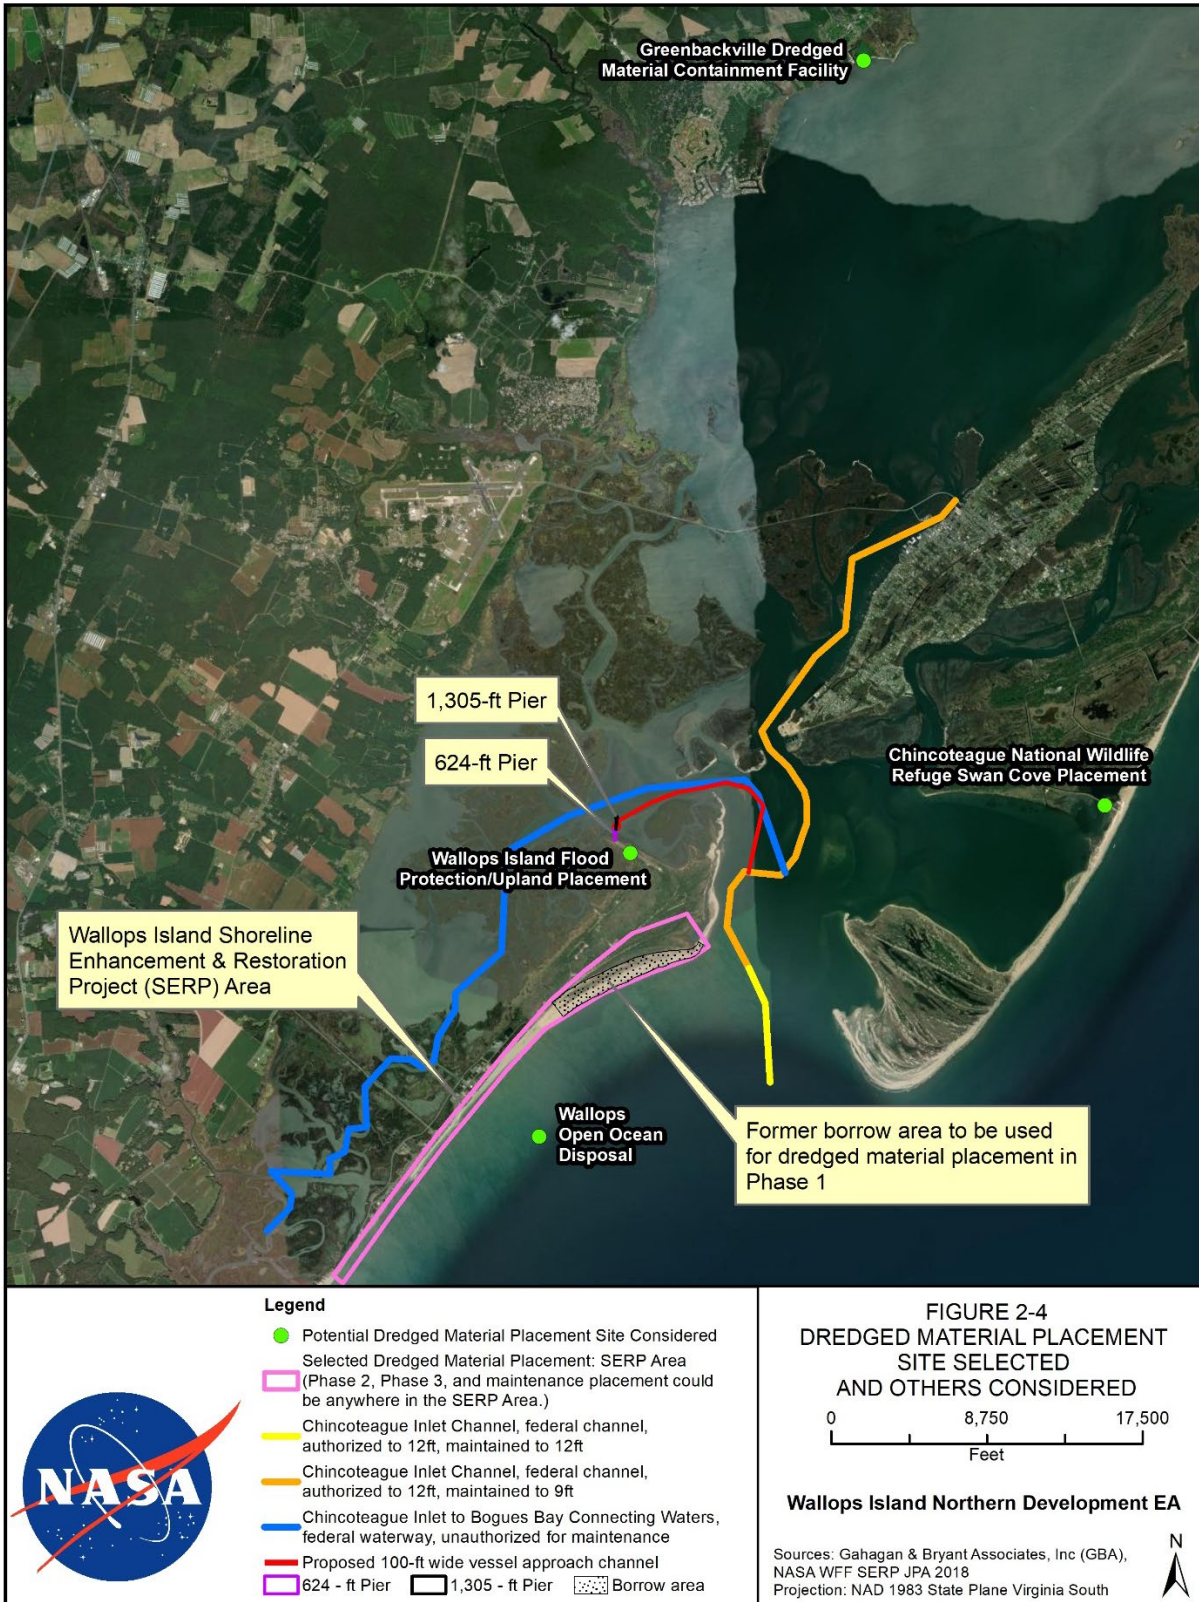 Greenbackville Dredged
Material Containment Facility
1,305-ft Pier
624-ft Pier
Chincoteague National Wildlife
Refuge Swan Cove Placement
Wallops Island Flood
Protection/Upland Placement
Wallops Island Shoreline
Enhancement & Restoration
Project (SERP) Area
Wallops
Open Ocean
Disposal
Former borrow area to be used
for dredged material placement in
Phase 1
NASA
Legend
Potential Dredged Material Placement Site Considered
Selected Dredged Material Placement: SERP Area
(Phase 2, Phase 3, and maintenance placement could
be anywhere in the SERP Area.)
Chincoteague Inlet Channel, federal channel,
authorized to 12ft, maintained to 12ft
Chincoteague Inlet Channel, federal channel,
authorized to 12ft, maintained to 9ft
Chincoteague Inlet to Bogues Bay Connecting Waters,
federal waterway, unauthorized for maintenance
Proposed 100-ft wide vessel approach channel
624 - ft Pier 1,305 - ft Pier Borrow area
FIGURE 2-4
DREDGED MATERIAL PLACEMENT
SITE SELECTED
AND OTHERS CONSIDERED
0 8,750 17,500
Feet
Wallops Island Northern Development EA
Sources: Gahagan & Bryant Associates, Inc (GBA),
NASA WFF SERP JPA 2018
Projection: NAD 1983 State Plane Virginia South
N